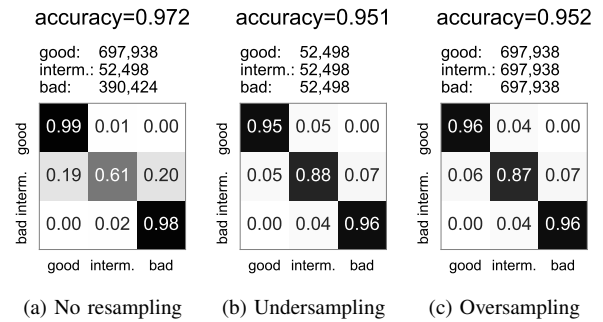 accuracy=0.972
good: 697,938
interm.: 52,498
bad: 390,424
good 0.99 0.01 0.00
interm. 0.19 0.61 0.20
bad 0.00 0.02 0.98
good interm. bad
(a) No resampling
accuracy=0.951
good: 52,498
interm.: 52,498
bad: 52,498
good 0.95 0.05 0.00
interm. 0.05 0.88 0.07
bad 0.00 0.04 0.96
good interm. bad
(b) Undersampling
accuracy=0.952
good: 697,938
interm.: 697,938
bad: 697,938
good 0.96 0.04 0.00
interm. 0.06 0.87 0.07
bad 0.00 0.04 0.96
good interm. bad
(c) Oversampling